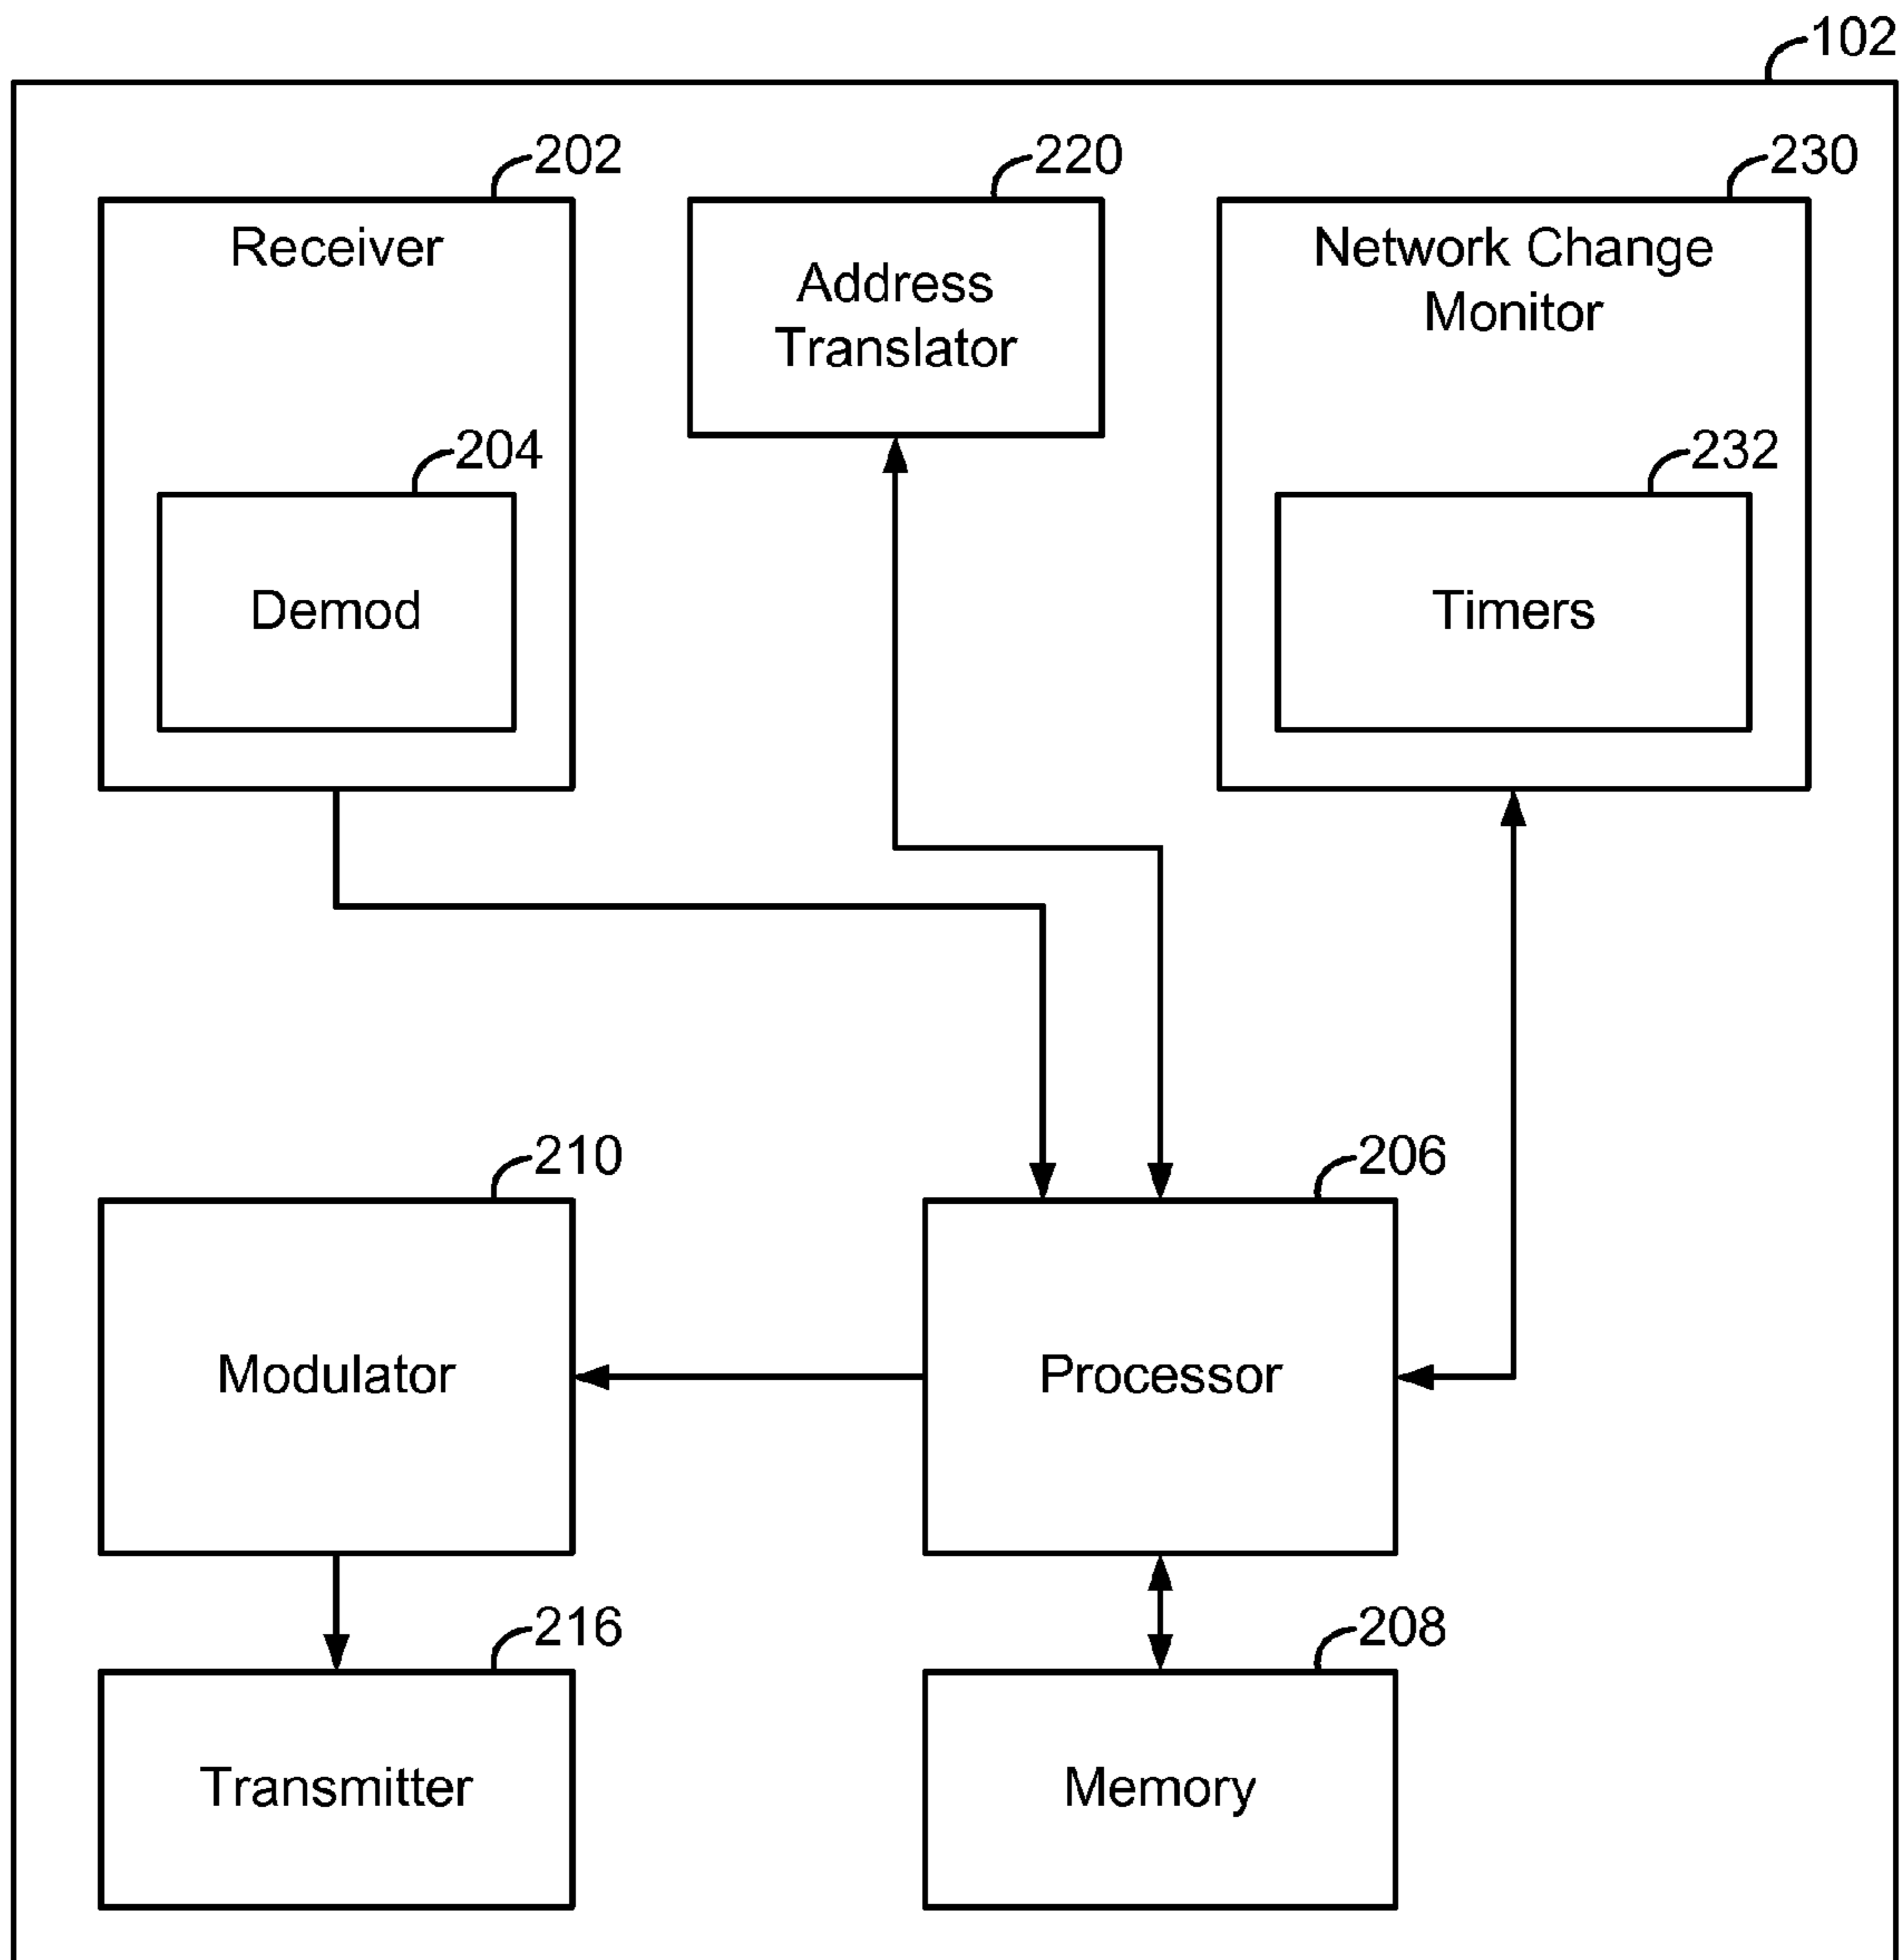 102
202
220
230
Receiver
Address
Translator
Network Change
Monitor
204
232
Demod
Timers
210
206
Modulator
Processor
216
208
Transmitter
Memory